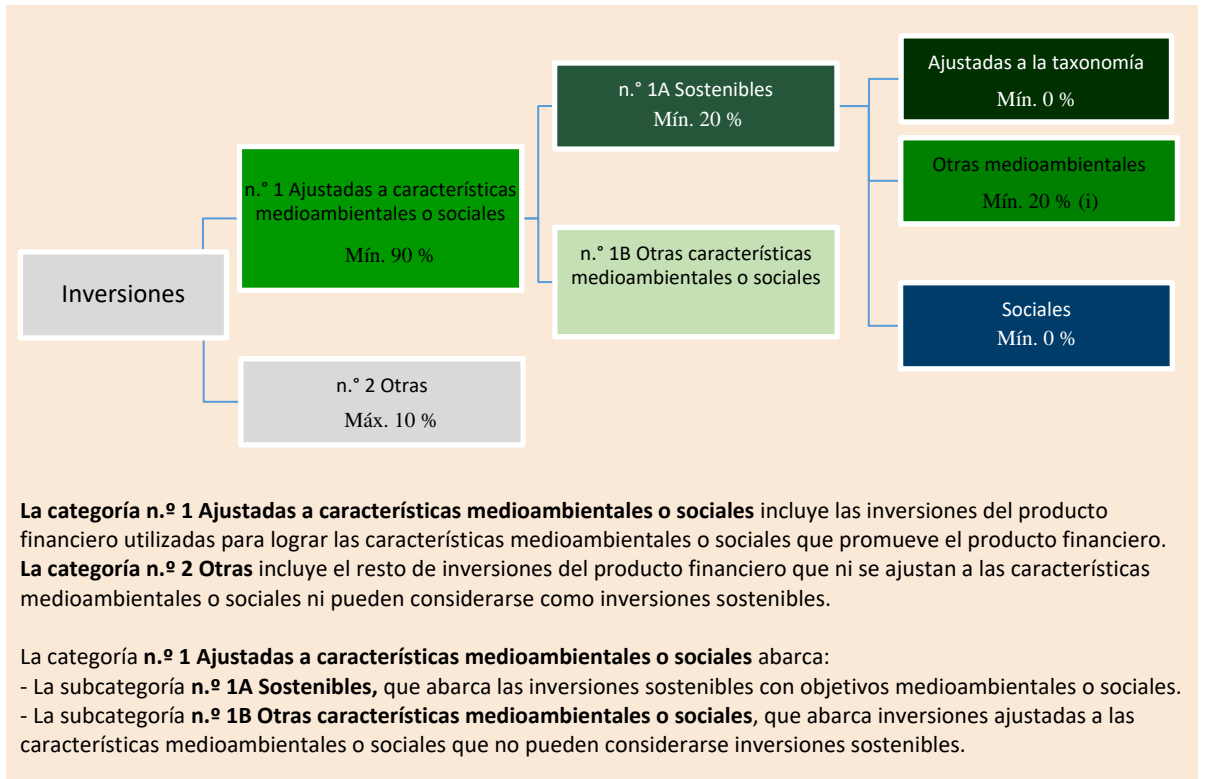 Ajustadas a la taxonomía
Mín. 0 %
n.° 1A Sostenibles
Mín. 20 %
Otras medioambientales
Mín. 20 % (i)
n.° 1 Ajustadas a características
medioambientales o sociales
Mín. 90 %
n.° 1B Otras características
medioambientales o sociales
Inversiones
Sociales
Mín. 0 %
n.° 2 Otras
Máx. 10 %
La categoría n.º 1 Ajustadas a características medioambientales o sociales incluye las inversiones del producto
financiero utilizadas para lograr las características medioambientales o sociales que promueve el producto financiero.
La categoría n.º 2 Otras incluye el resto de inversiones del producto financiero que ni se ajustan a las características
medioambientales o sociales ni pueden considerarse como inversiones sostenibles.
La categoría n.º 1 Ajustadas a características medioambientales o sociales abarca:
- La subcategoría n.º 1A Sostenibles, que abarca las inversiones sostenibles con objetivos medioambientales o sociales.
- La subcategoría n.º 1B Otras características medioambientales o sociales, que abarca inversiones ajustadas a las
características medioambientales o sociales que no pueden considerarse inversiones sostenibles.